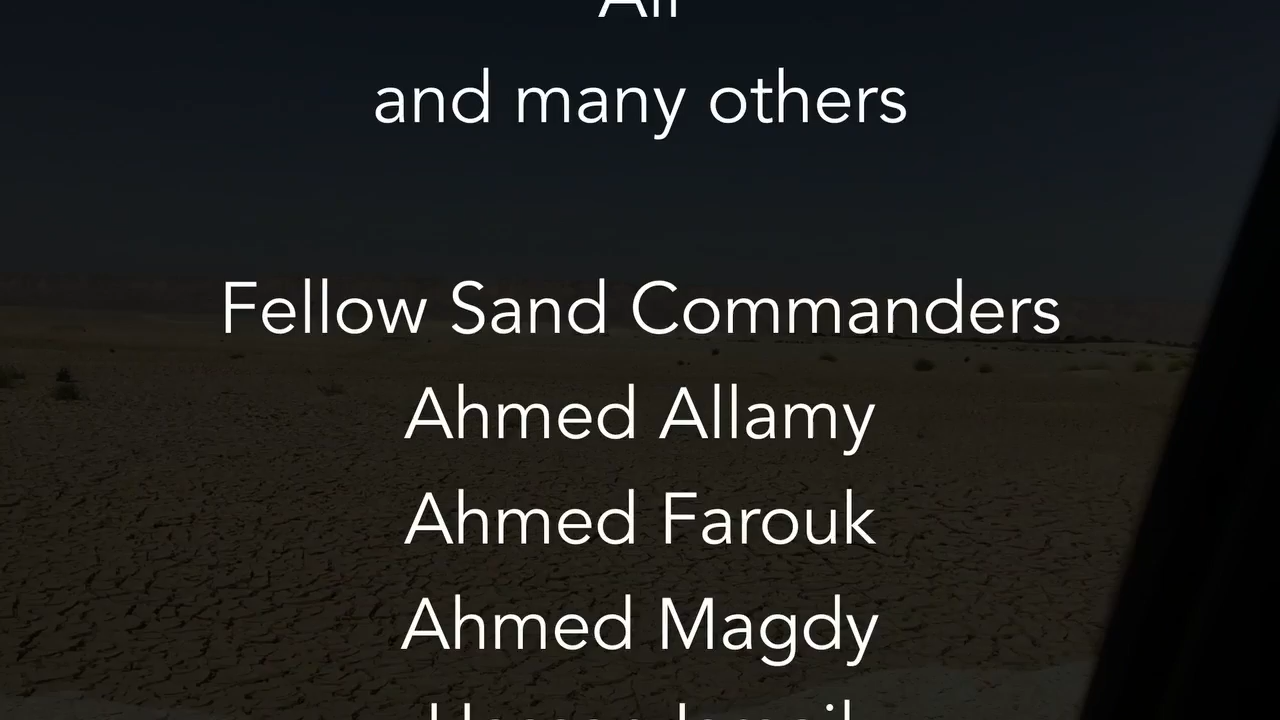 and many others
Fellow Sand Commanders
Ahmed Allamy
Ahmed Farouk
Ahmed Magdy